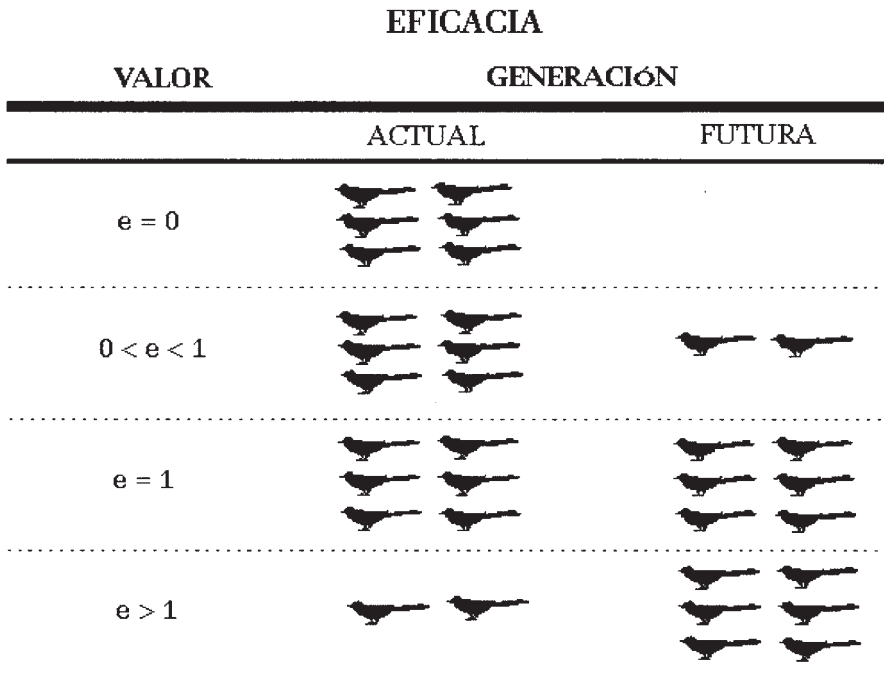 EFICACIA
VALOR GENERACIóN
ACTUAL FUTURA
e = 0
0 < e < 1
e = 1
e > 1